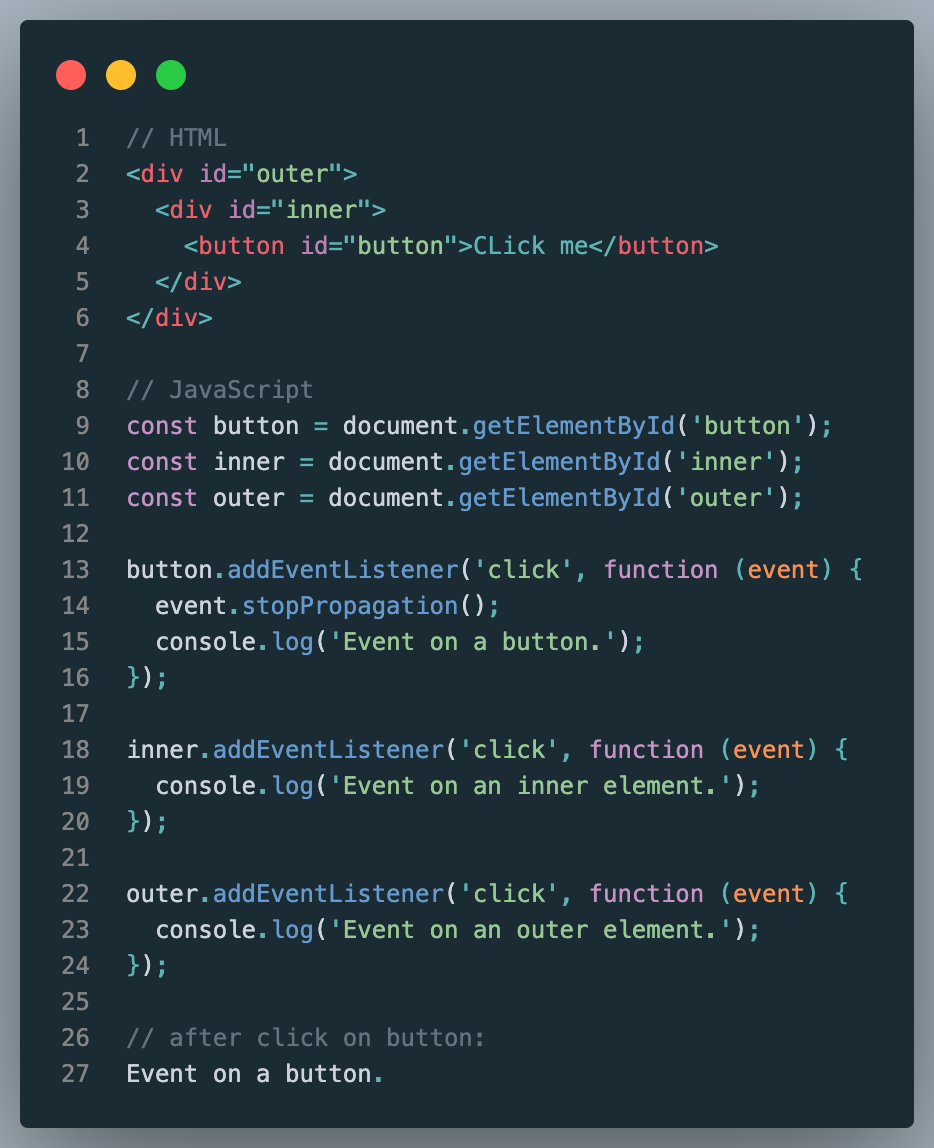 1 // HTML
2 <div id="outer">
3   <div id="inner">
4     <button id="button">CLick me</button>
5   </div>
6 </div>
7
8 // JavaScript
9 const button = document.getElementById('button');
10 const inner = document.getElementById('inner');
11 const outer = document.getElementById('outer');
12
13 button.addEventListener('click', function (event) {
14   event.stopPropagation();
15   console.log('Event on a button.');
16 });
17
18 inner.addEventListener('click', function (event) {
19   console.log('Event on an inner element.');
20 });
21
22 outer.addEventListener('click', function (event) {
23   console.log('Event on an outer element.');
24 });
25
26 // after click on button:
27 Event on a button.